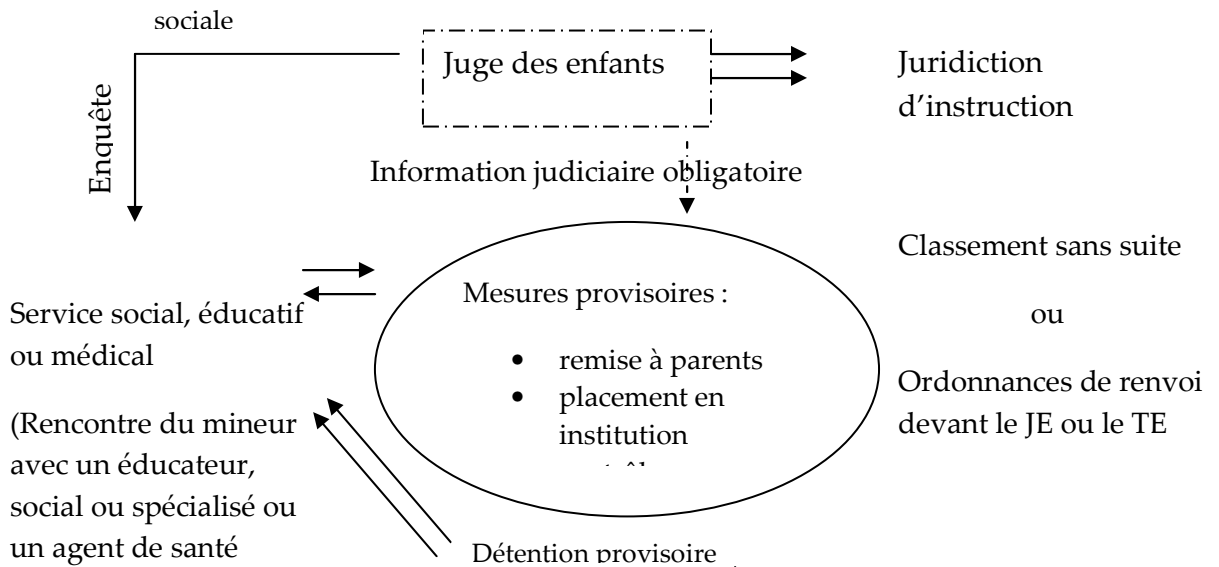 sociale
Enquête
Juge des enfants
Juridiction
d’instruction
Information judiciaire obligatoire
Classement sans suite
ou
Ordonnances de renvoi
devant le JE ou le TE
Mesures provisoires :
• remise à parents
• placement en
institution
Service social, éducatif
ou médical
(Rencontre du mineur
avec un éducateur,
social ou spécialisé ou
un agent de santé
Détention provisoire